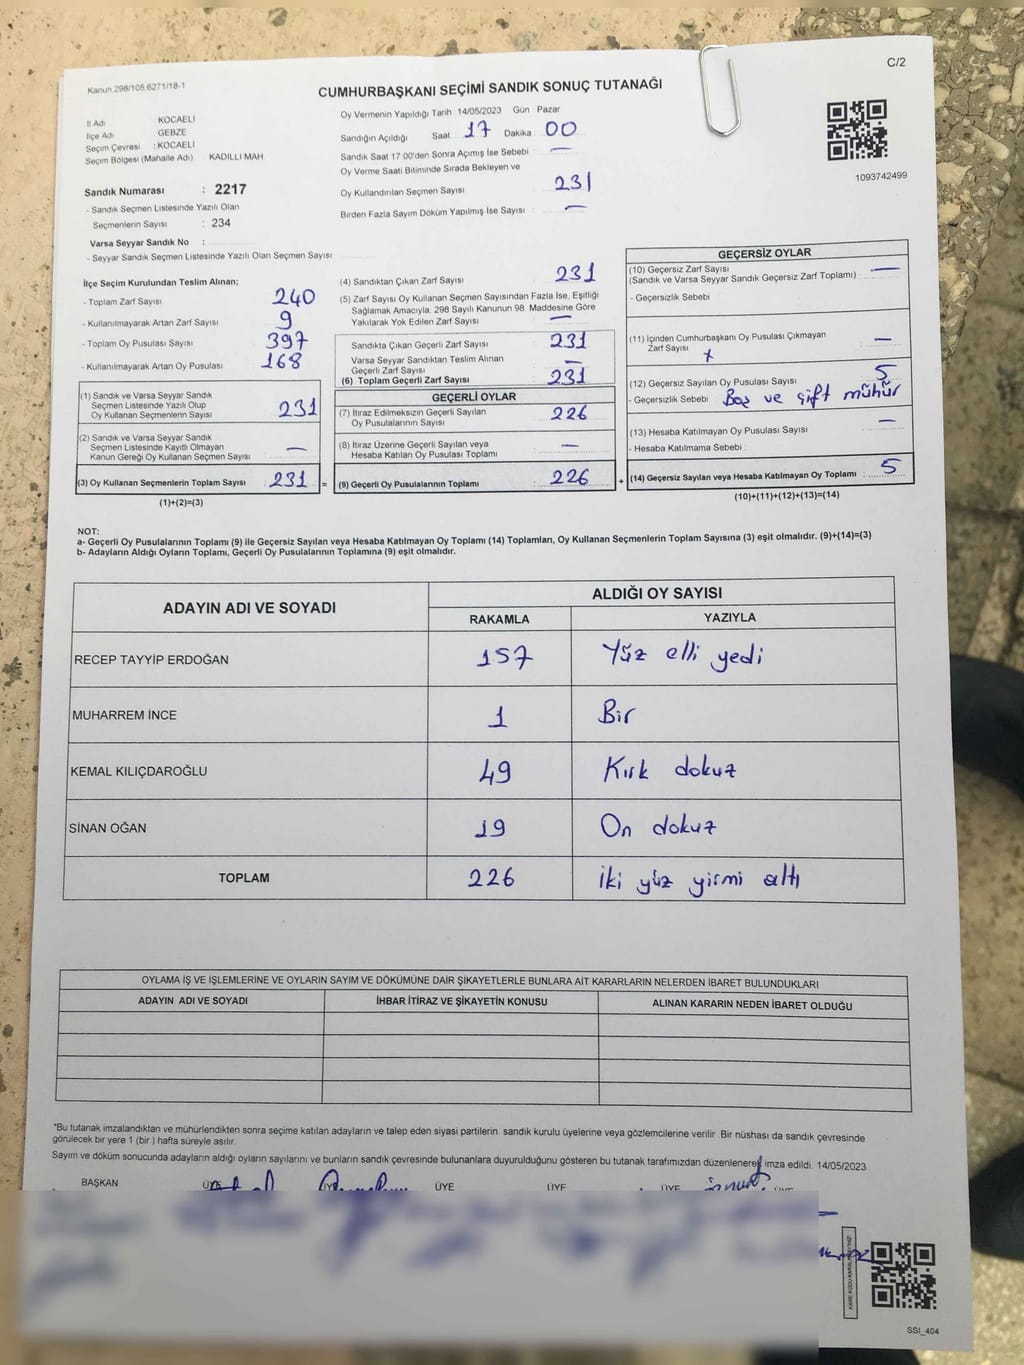 C/2
Kanun.298/105,6271/18-1
CUMHURBAŞKANI SEÇİMİ SANDIK SONUÇ TUTANAĞI
İl Adı KOCAELİ
İlçe Adı GEBZE
Seçim Çevresi : KOCAELİ
Seçim Bölgesi (Mahalle Adı) KADILLI MAH.
Sandık Numarası : 2217
- Sandık Seçmen Listesinde Yazılı Olan
Seçmenlerin Sayısı : 234
Varsa Seyyar Sandık No :
- Seyyar Sandık Seçmen Listesinde Yazılı Olan Seçmen Sayısı
Oy Vermenin Yapıldığı Tarih 14/05/2023 Gün Pazar
Sandığın Açıldığı Saat 17 Dakika 00
Sandık Saat 17:00'den Sonra Açımış İse Sebebi : —
Oy Verme Saati Bitiminde Sırada Bekleyen ve
Oy Kullandırılan Seçmen Sayısı 231
Birden Fazla Sayım Döküm Yapılmış İse Sayısı : —
1093742499
İlçe Seçim Kurulundan Teslim Alınan;
- Toplam Zarf Sayısı 240
- Kullanılmayarak Artan Zarf Sayısı 9
- Toplam Oy Pusulası Sayısı 397
- Kullanılmayarak Artan Oy Pusulası 168
(1) Sandık ve Varsa Seyyar Sandık
Seçmen Listesinde Yazılı Olup
Oy Kullanan Seçmenlerin Sayısı 231
(2) Sandık ve Varsa Seyyar Sandık
Seçmen Listesinde Kayıtlı Olmayan
Kanun Gereği Oy Kullanan Seçmen Sayısı —
(3) Oy Kullanan Seçmenlerin Toplam Sayısı : 231 =
(1)+(2)=(3)
(4) Sandıktan Çıkan Zarf Sayısı 231
(5) Zarf Sayısı Oy Kullanan Seçmen Sayısından Fazla İse, Eşitliği
Sağlamak Amacıyla; 298 Sayılı Kanunun 98. Maddesine Göre
Yakılarak Yok Edilen Zarf Sayısı —
Sandıkta Çıkan Geçerli Zarf Sayısı 231
Varsa Seyyar Sandıktan Teslim Alınan
Geçerli Zarf Sayısı —
(6) Toplam Geçerli Zarf Sayısı 231
GEÇERLİ OYLAR
(7) İtiraz Edilmeksizin Geçerli Sayılan
Oy Pusulalarının Sayısı 226
(8) İtiraz Üzerine Geçerli Sayılan veya
Hesaba Katılan Oy Pusulası Toplamı —
(9) Geçerli Oy Pusulalarının Toplamı : 226 +
GEÇERSİZ OYLAR
(10) Geçersiz Zarf Sayısı
(Sandık ve Varsa Seyyar Sandık Geçersiz Zarf Toplamı) : —
- Geçersizlik Sebebi
(11) İçinden Cumhurbaşkanı Oy Pusulası Çıkmayan
Zarf Sayısı —
(12) Geçersiz Sayılan Oy Pusulası Sayısı 5
- Geçersizlik Sebebi Boş ve çift mühür
(13) Hesaba Katılmayan Oy Pusulası Sayısı —
- Hesaba Katılmama Sebebi :
(14) Geçersiz Sayılan veya Hesaba Katılmayan Oy Toplamı : 5
(10)+(11)+(12)+(13)=(14)
NOT:
a- Geçerli Oy Pusulalarının Toplamı (9) ile Geçersiz Sayılan veya Hesaba Katılmayan Oy Toplamı (14) Toplamları, Oy Kullanan Seçmenlerin Toplam Sayısına (3) eşit olmalıdır. (9)+(14)=(3)
b- Adayların Aldığı Oyların Toplamı, Geçerli Oy Pusulalarının Toplamına (9) eşit olmalıdır.
ADAYIN ADI VE SOYADI ALDIĞI OY SAYISI
RAKAMLA YAZIYLA
RECEP TAYYİP ERDOĞAN 157 Yüz elli yedi
MUHARREM İNCE 1 Bir
KEMAL KILIÇDAROĞLU 49 Kırk dokuz
SİNAN OĞAN 19 On dokuz
TOPLAM 226 iki yüz yirmi altı
OYLAMA İŞ VE İŞLEMLERİNE VE OYLARIN SAYIM VE DÖKÜMÜNE DAİR ŞİKAYETLERLE BUNLARA AİT KARARLARIN NELERDEN İBARET BULUNDUKLARI
ADAYIN ADI VE SOYADI İHBAR İTİRAZ VE ŞİKAYETİN KONUSU ALINAN KARARIN NEDEN İBARET OLDUĞU
*Bu tutanak imzalandıktan ve mühürlendikten sonra seçime katılan adayların ve talep eden siyasi partilerin sandık kurulu üyelerine veya gözlemcilerine verilir. Bir nüshası da sandık çevresinde
görülecek bir yere 1 (bir) hafta süreyle asılır.
Sayım ve döküm sonucunda adayların aldığı oyların sayılarını ve bunların sandık çevresinde bulunanlara duyurulduğunu gösteren bu tutanak tarafımızdan düzenlenerek imza edildi. 14/05/2023
BAŞKAN ÜYE ÜYE ÜYE ÜYE ÜYE ÜYE
SSI_404